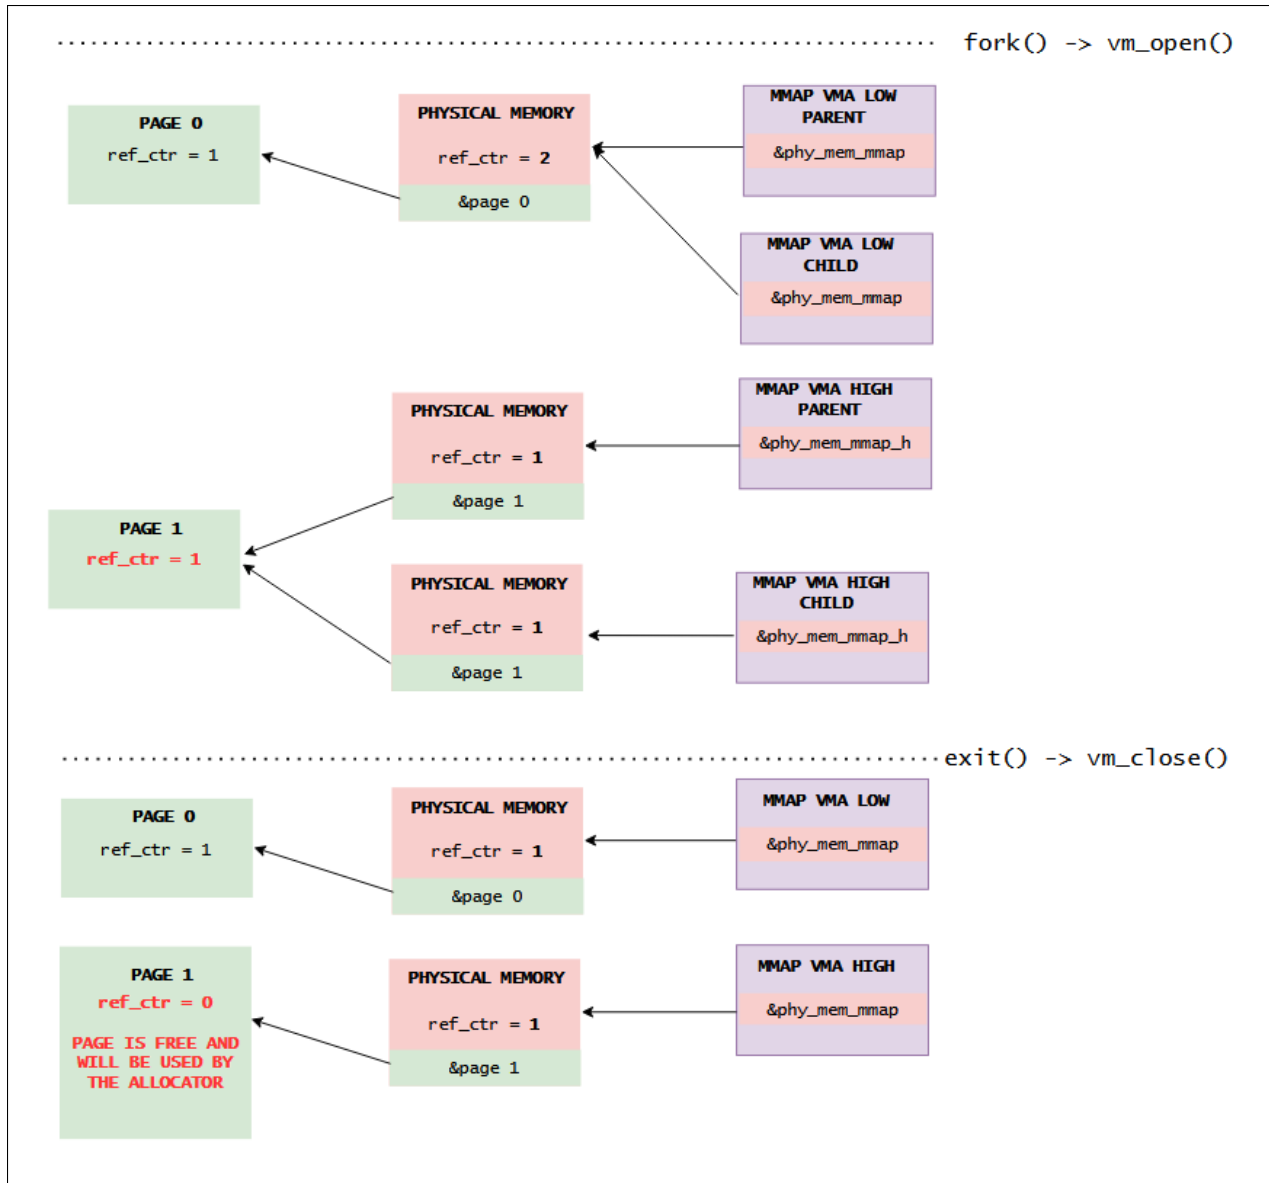 fork() -> vm_open()
PAGE 0
ref_ctr = 1
PHYSICAL MEMORY
ref_ctr = 2
&page 0
MMAP VMA LOW
PARENT
&phy_mem_mmap
MMAP VMA LOW
CHILD
&phy_mem_mmap
PHYSICAL MEMORY
ref_ctr = 1
&page 1
MMAP VMA HIGH
PARENT
&phy_mem_mmap_h
PAGE 1
ref_ctr = 1
PHYSICAL MEMORY
ref_ctr = 1
&page 1
MMAP VMA HIGH
CHILD
&phy_mem_mmap_h
exit() -> vm_close()
PAGE 0
ref_ctr = 1
PHYSICAL MEMORY
ref_ctr = 1
&page 0
MMAP VMA LOW
&phy_mem_mmap
PAGE 1
ref_ctr = 0
PAGE IS FREE AND
WILL BE USED BY
THE ALLOCATOR
PHYSICAL MEMORY
ref_ctr = 1
&page 1
MMAP VMA HIGH
&phy_mem_mmap